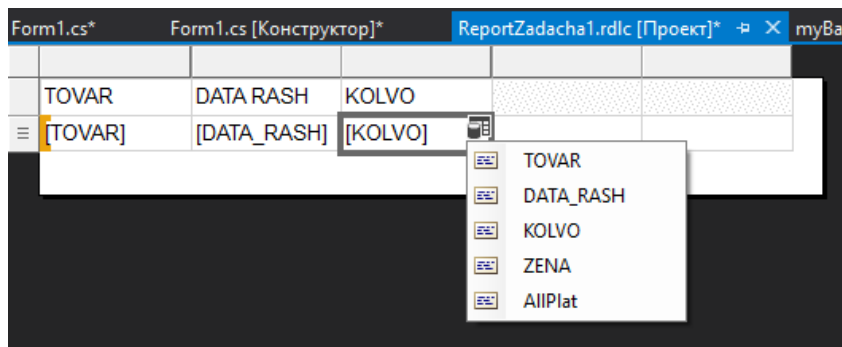 Form1.cs* Form1.cs [Конструктор]* ReportZadacha1.rdlc [Проект]* myBa
TOVAR DATA RASH KOLVO
[TOVAR] [DATA_RASH] [KOLVO]
TOVAR
DATA_RASH
KOLVO
ZENA
AllPlat